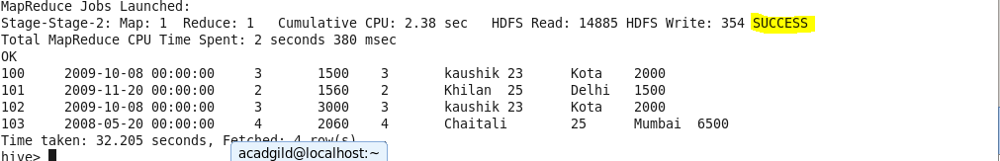 MapReduce Jobs Launched:
Stage-Stage-2: Map: 1  Reduce: 1   Cumulative CPU: 2.38 sec   HDFS Read: 14885 HDFS Write: 354 SUCCESS
Total MapReduce CPU Time Spent: 2 seconds 380 msec
OK
100     2009-10-08 00:00:00     3       1500    3       kaushik 23      Kota    2000
101     2009-11-20 00:00:00     2       1560    2       Khilan  25      Delhi   1500
102     2009-10-08 00:00:00     3       3000    3       kaushik 23      Kota    2000
103     2008-05-20 00:00:00     4       2060    4       Chaitali        25      Mumbai  6500
Time taken: 32.205 seconds, Fetched: 4 row(s)
hive>
acadgild@localhost:~